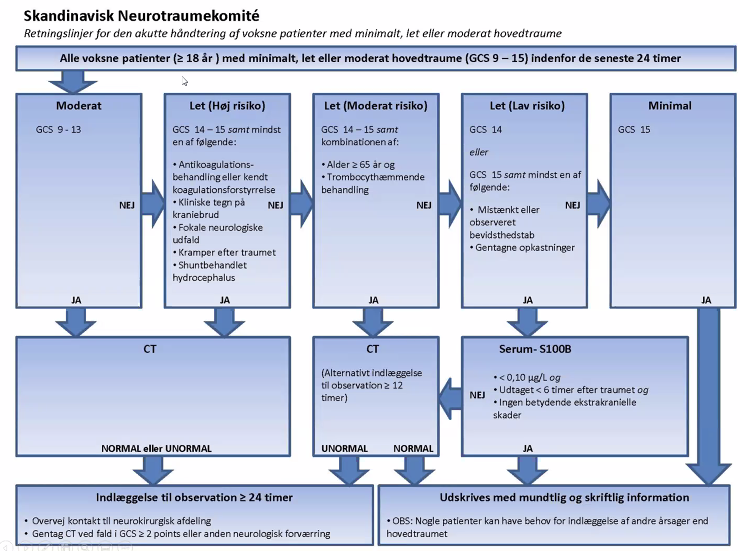 Skandinavisk Neurotraumekomité
Retningslinjer for den akutte håndtering af voksne patienter med minimalt, let eller moderat hovedtraume
Alle voksne patienter (≥ 18 år ) med minimalt, let eller moderat hovedtraume (GCS 9 – 15) indenfor de seneste 24 timer
Moderat
GCS 9 - 13
NEJ
JA
Let (Høj risiko)
GCS 14 – 15 samt mindst
en af følgende:
• Antikoagulations-
behandling eller kendt
koagulationsforstyrrelse
• Kliniske tegn på
kraniebrud
• Fokale neurologiske
udfald
• Kramper efter traumet
• Shuntbehandlet
hydrocephalus
NEJ
JA
Let (Moderat risiko)
GCS 14 – 15 samt
kombinationen af:
• Alder ≥ 65 år og
• Trombocythæmmende
behandling
NEJ
JA
Let (Lav risiko)
GCS 14
eller
GCS 15 samt mindst en af
følgende:
• Mistænkt eller
observeret
bevidsthedstab
• Gentagne opkastninger
NEJ
JA
Minimal
GCS 15
JA
CT
NORMAL eller UNORMAL
CT
(Alternativt indlæggelse
til observation ≥ 12
timer)
UNORMAL
NORMAL
Serum- S100B
• < 0,10 µg/L og
• Udtaget < 6 timer efter traumet og
• Ingen betydende ekstrakranielle
skader
NEJ
JA
Indlæggelse til observation ≥ 24 timer
• Overvej kontakt til neurokirurgisk afdeling
• Gentag CT ved fald i GCS ≥ 2 points eller anden neurologisk forværring
Udskrives med mundtlig og skriftlig information
• OBS: Nogle patienter kan have behov for indlæggelse af andre årsager end
hovedtraumet